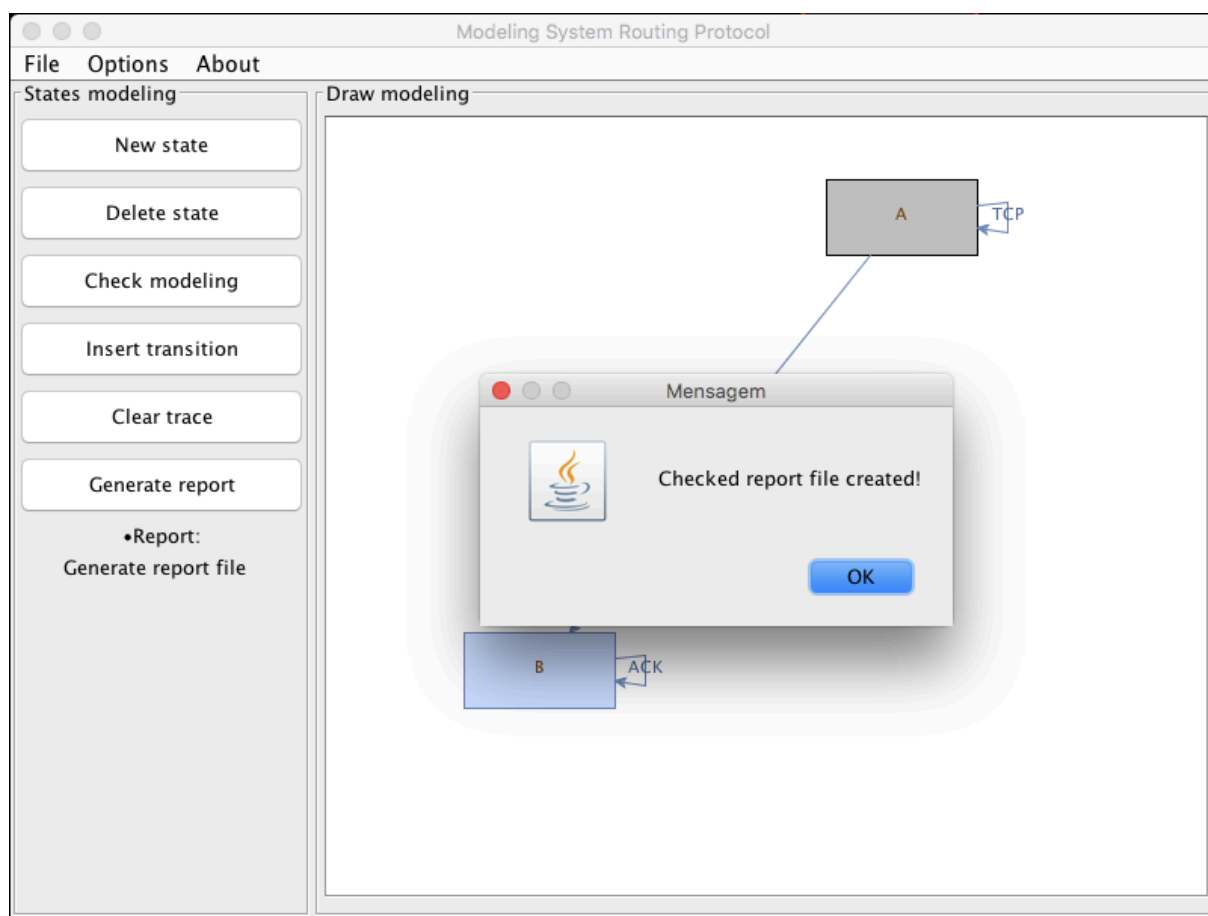 Modeling System Routing Protocol
File Options About
States modeling
Draw modeling
New state
Delete state
Check modeling
Insert transition
Clear trace
Generate report
•Report:
Generate report file
A
TCP
Mensagem
Checked report file created!
OK
B
ACK